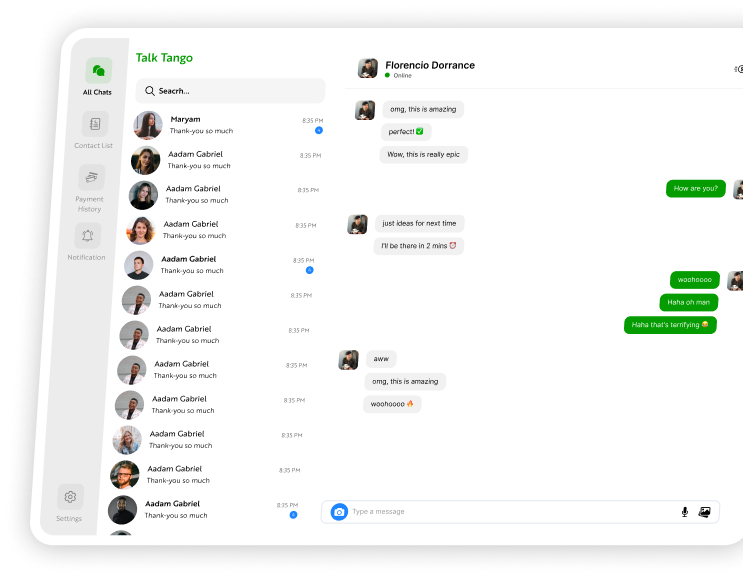 Talk Tango
All Chats
Contact List
Payment
History
Notification
Settings
Seacrh...
Maryam
8:35 PM
Thank-you so much
Aadam Gabriel
8:35 PM
Thank-you so much
Aadam Gabriel
8:35 PM
Thank-you so much
Aadam Gabriel
8:35 PM
Thank-you so much
Aadam Gabriel
8:35 PM
Thank-you so much
Aadam Gabriel
8:35 PM
Thank-you so much
Aadam Gabriel
8:35 PM
Thank-you so much
Aadam Gabriel
8:35 PM
Thank-you so much
Aadam Gabriel
8:35 PM
Thank-you so much
Aadam Gabriel
8:35 PM
Thank-you so much
Aadam Gabriel
8:35 PM
Thank-you so much
Aadam Gabriel
8:35 PM
Thank-you so much
Florencio Dorrance
Online
omg, this is amazing
perfect! ✅
Wow, this is really epic
How are you?
just ideas for next time
I'll be there in 2 mins ⏰
woohoooo
Haha oh man
Haha that's terrifying 😂
aww
omg, this is amazing
woohoooo 🔥
Type a message